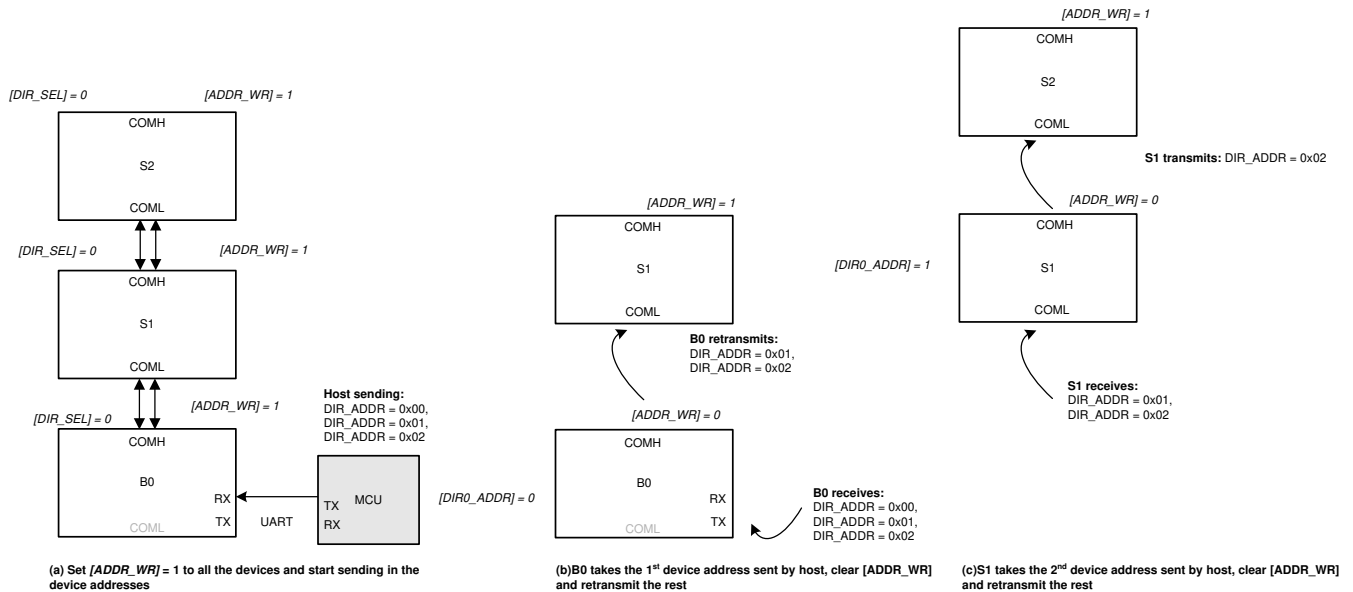 [DIR_SEL] = 0
[ADDR_WR] = 1
COMH
S2
COML
[DIR_SEL] = 0
[ADDR_WR] = 1
COMH
S1
COML
[DIR_SEL] = 0
[ADDR_WR] = 1
COMH
B0
RX
TX
COML
UART
Host sending:
DIR_ADDR = 0x00,
DIR_ADDR = 0x01,
DIR_ADDR = 0x02
MCU
TX
RX
(a) Set [ADDR_WR] = 1 to all the devices and start sending in the
device addresses
[ADDR_WR] = 1
COMH
S1
COML
B0 retransmits:
DIR_ADDR = 0x01,
DIR_ADDR = 0x02
[ADDR_WR] = 0
[DIR0_ADDR] = 0
COMH
B0
RX
TX
COML
B0 receives:
DIR_ADDR = 0x00,
DIR_ADDR = 0x01,
DIR_ADDR = 0x02
(b)B0 takes the 1st device address sent by host, clear [ADDR_WR]
and retransmit the rest
[ADDR_WR] = 1
COMH
S2
COML
S1 transmits: DIR_ADDR = 0x02
[ADDR_WR] = 0
[DIR0_ADDR] = 1
COMH
S1
COML
S1 receives:
DIR_ADDR = 0x01,
DIR_ADDR = 0x02
(c)S1 takes the 2nd device address sent by host, clear [ADDR_WR]
and retransmit the rest